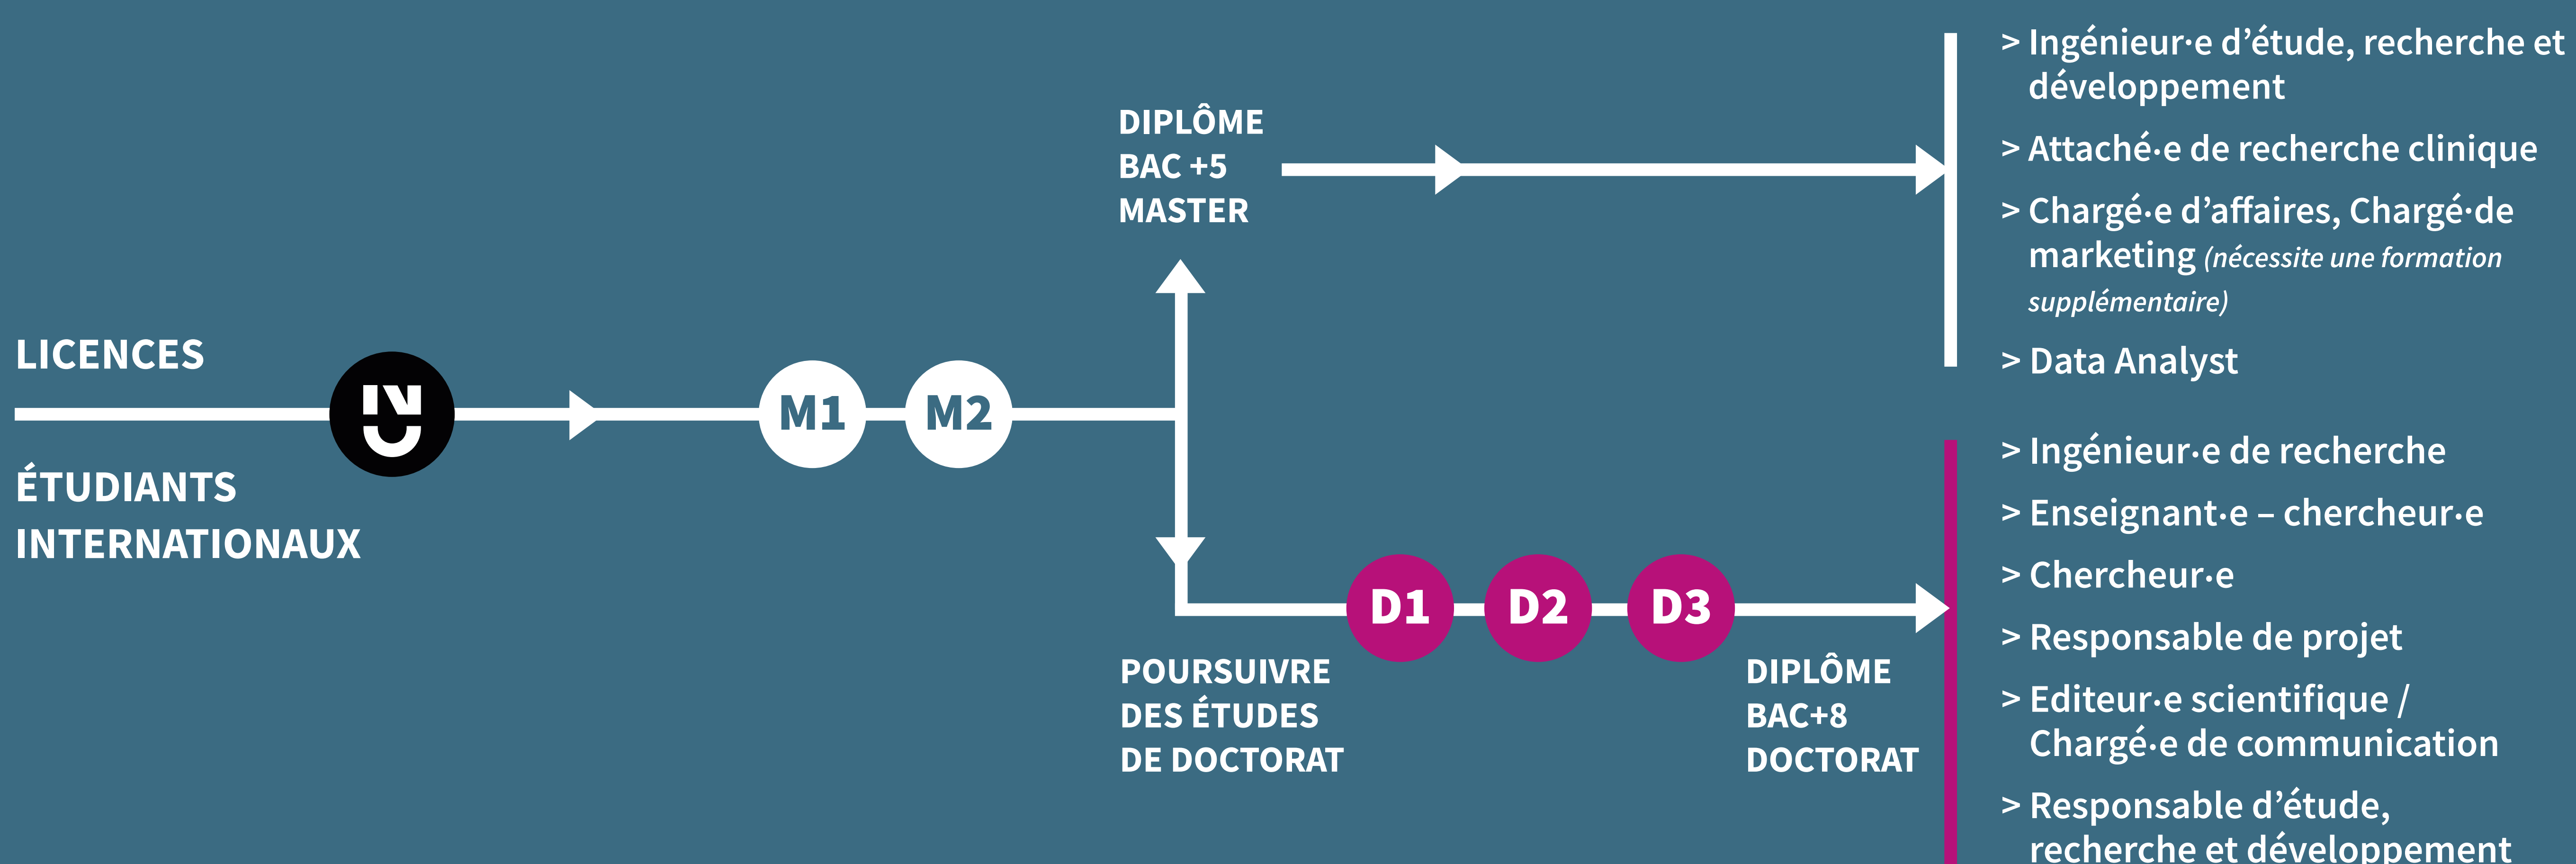 LICENCES
ÉTUDIANTS
INTERNATIONAUX
NU
M1
M2
DIPLÔME
BAC +5
MASTER
> Ingénieur·e d’étude, recherche et
développement
> Attaché·e de recherche clinique
> Chargé·e d’affaires, Chargé·de
marketing (nécessite une formation
supplémentaire)
> Data Analyst
POURSUIVRE
DES ÉTUDES
DE DOCTORAT
D1
D2
D3
DIPLÔME
BAC+8
DOCTORAT
> Ingénieur·e de recherche
> Enseignant·e – chercheur·e
> Chercheur·e
> Responsable de projet
> Editeur·e scientifique /
Chargé·e de communication
> Responsable d’étude,
recherche et développement